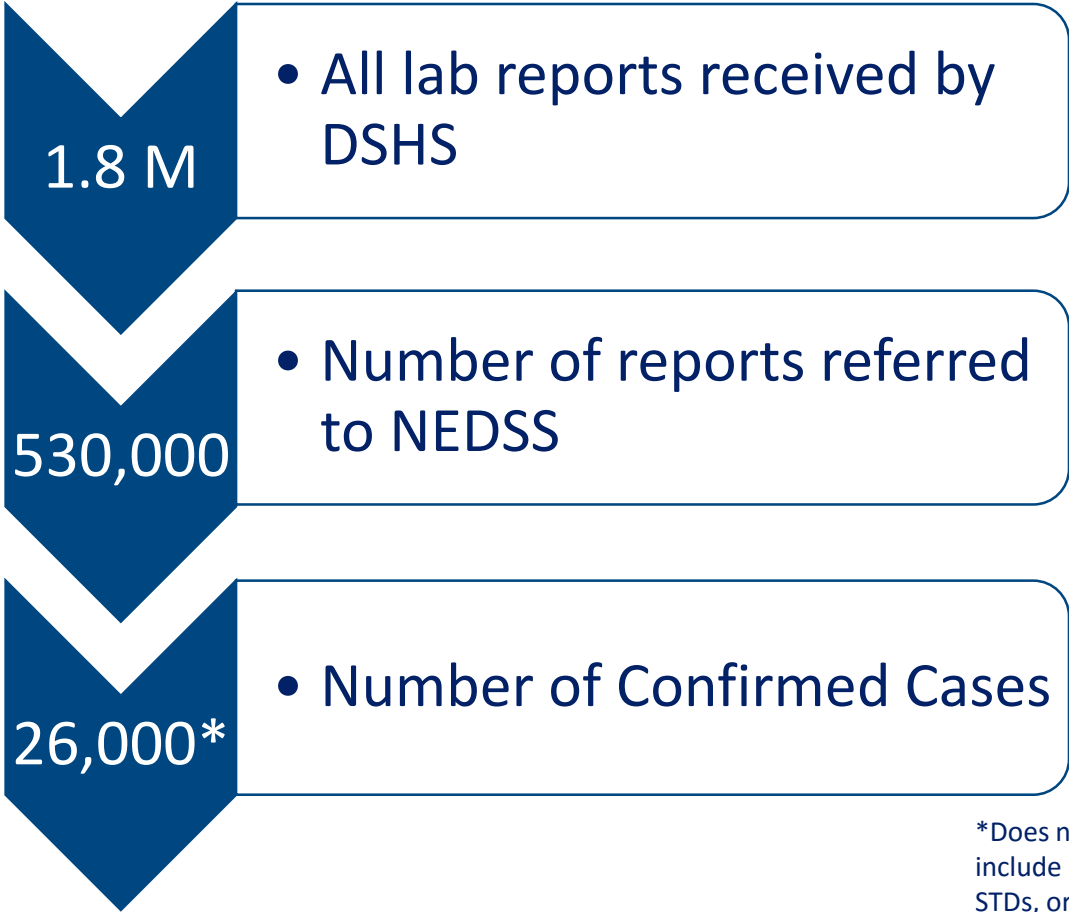 1.8 M
• All lab reports received by
DSHS
530,000
• Number of reports referred
to NEDSS
26,000*
• Number of Confirmed Cases
*Does
include
STDs, or